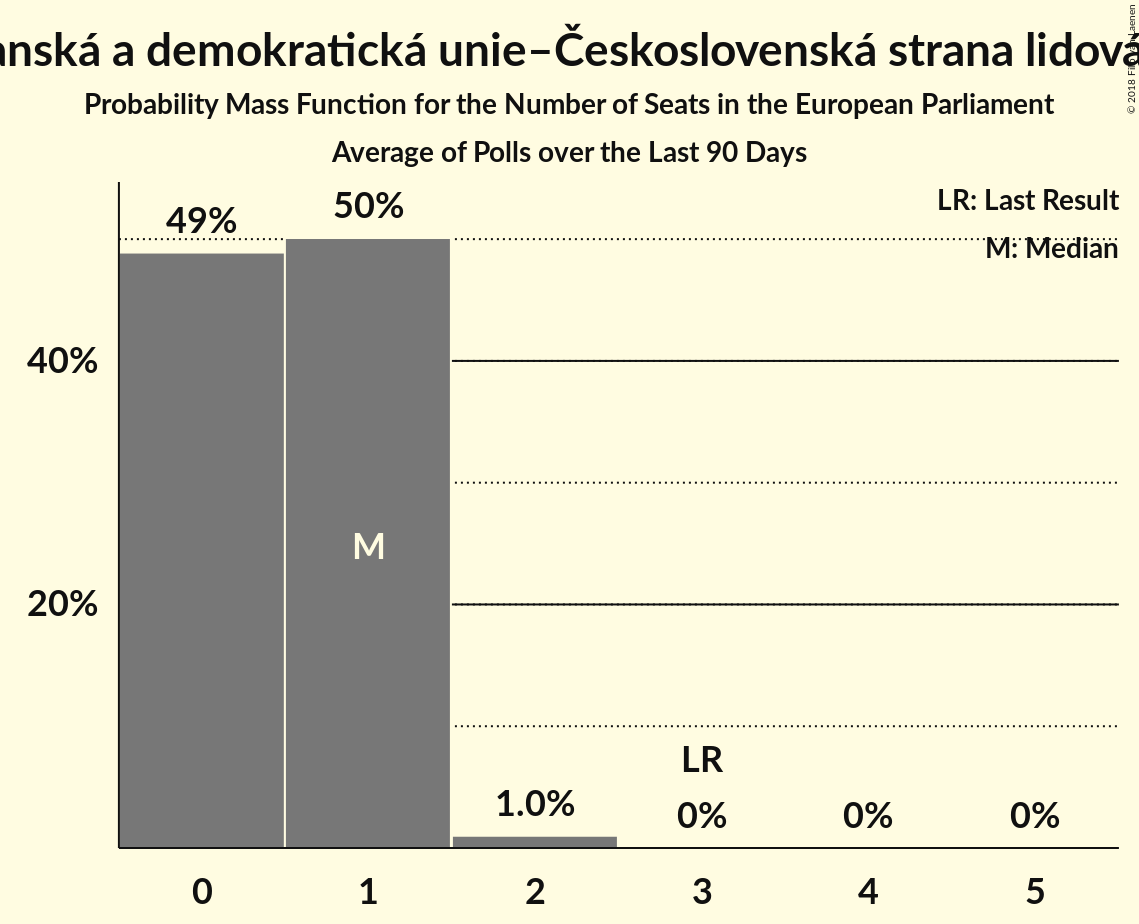 a demokratická unie–Československá strana
Probability Mass Function for the Number of Seats in the European Parliament
Average of Polls over the Last 90 Days
LR: Last Result
M: Median
49%
50%
40%
M
20%
LR
1.0%
0%
0%
0%
0
1
2
3
4
5
© 2018